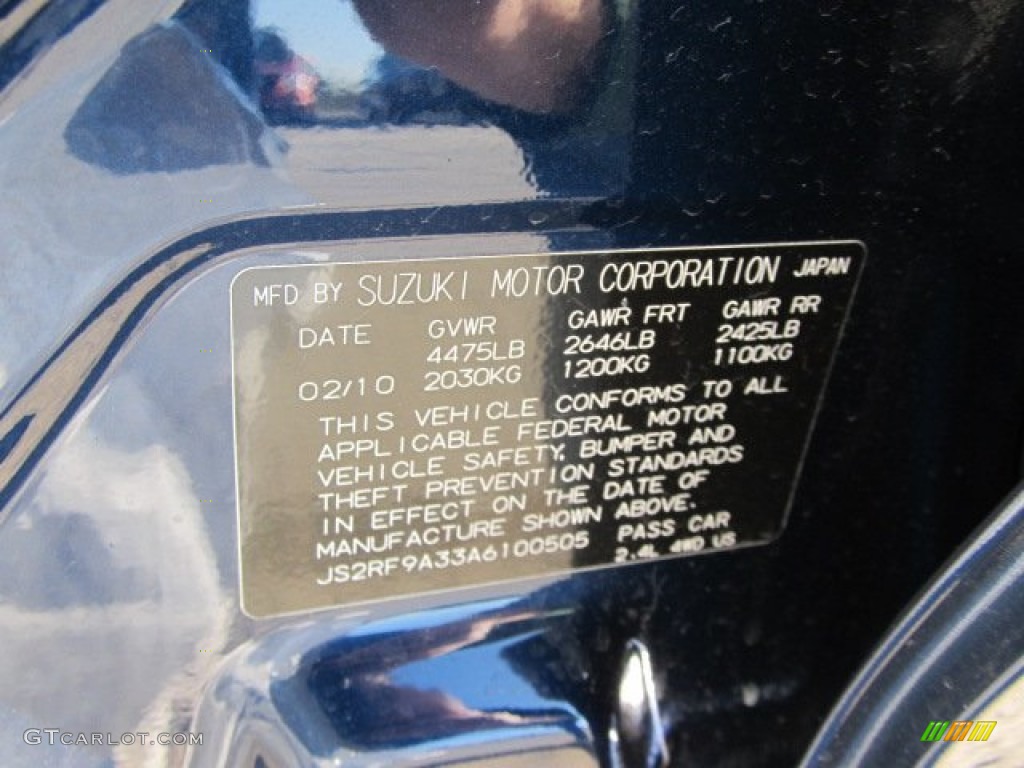 MFD BY SUZUKI MOTOR CORPORATION JAPAN
DATE GVWR GAWR FRT GAWR RR
4475LB 2646LB 2425LB
02/10 2030KG 1200KG 1100KG
THIS VEHICLE CONFORMS TO ALL
APPLICABLE FEDERAL MOTOR
VEHICLE SAFETY, BUMPER AND
THEFT PREVENTION STANDARDS
IN EFFECT ON THE DATE OF
MANUFACTURE SHOWN ABOVE.
JS2RF9A33A6100505 PASS CAR
2.4L 4WD US
GTCARLOT.COM